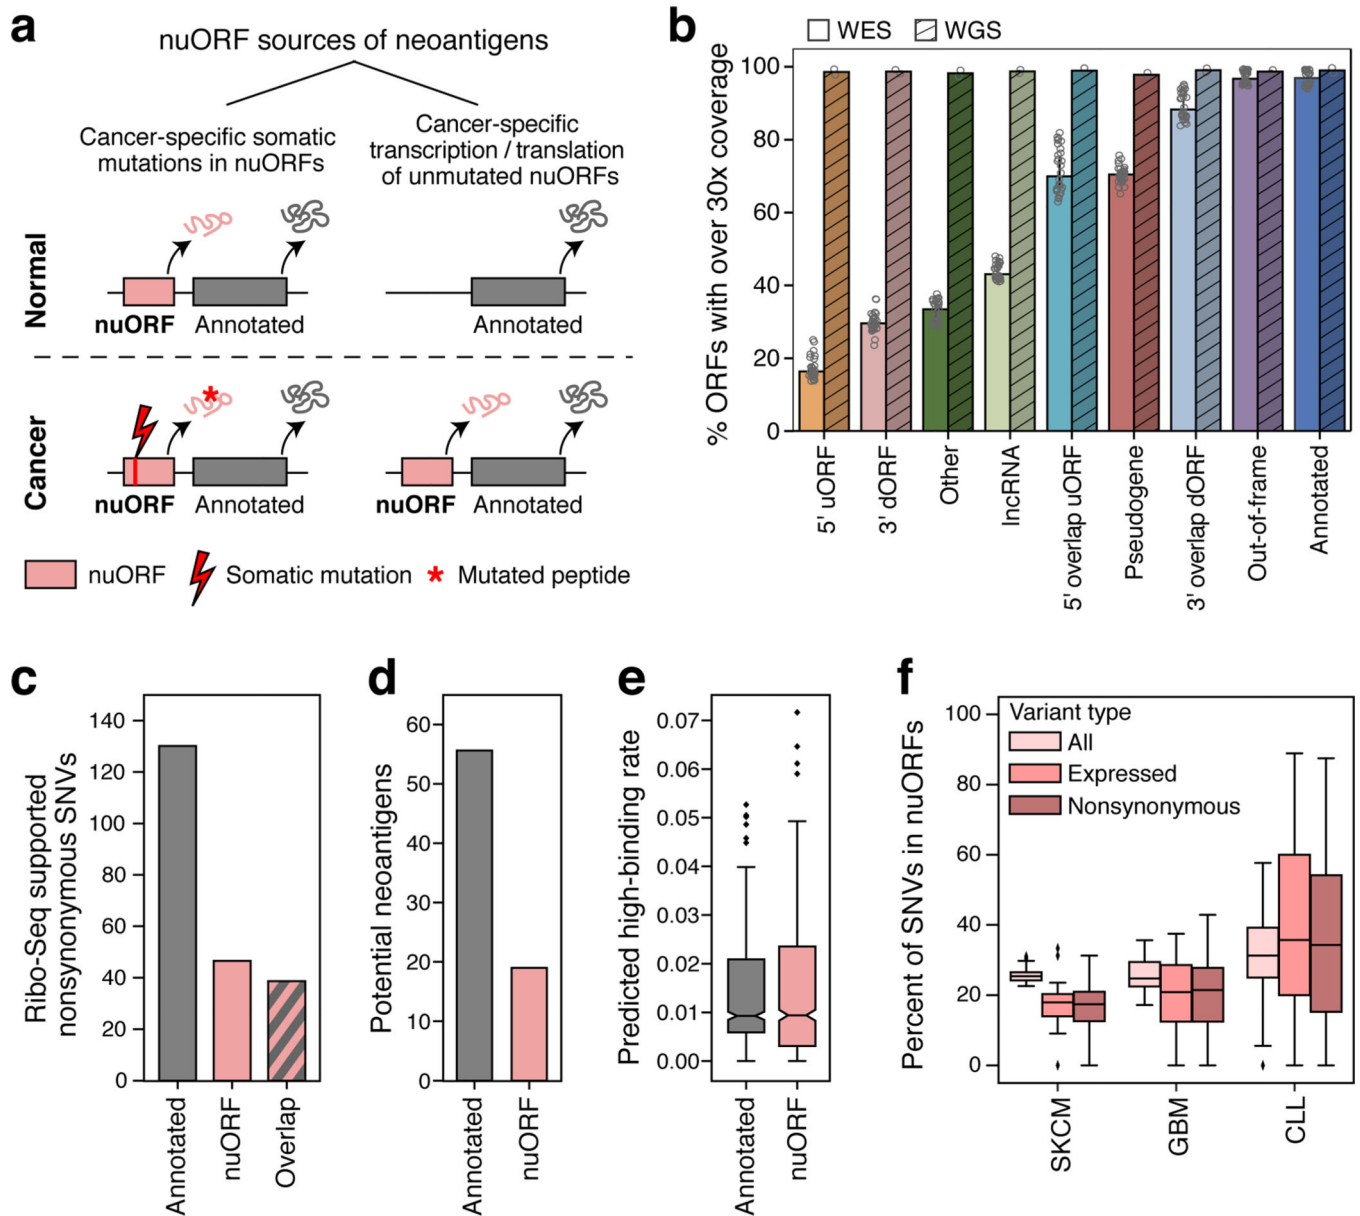 a
nuORF sources of neoantigens
Cancer-specific somatic
mutations in nuORFs
Cancer-specific
transcription / translation
of unmutated nuORFs
Normal
nuORF
Annotated
Annotated
Cancer
*
nuORF
Annotated
nuORF
Annotated
nuORF
Somatic mutation
* Mutated peptide
b
WES
WGS
% ORFs with over 30x coverage
100
80
60
40
20
0
5' uORF
3' dORF
Other
lncRNA
5' overlap uORF
Pseudogene
3' overlap dORF
Out-of-frame
Annotated
c
Ribo-Seq supported
nonsynonymous SNVs
140
120
100
80
60
40
20
0
Annotated
nuORF
Overlap
d
Potential neoantigens
60
50
40
30
20
10
0
Annotated
nuORF
e
Predicted high-binding rate
0.07
0.06
0.05
0.04
0.03
0.02
0.01
0.00
Annotated
nuORF
f
Percent of SNVs in nuORFs
100
80
60
40
20
0
Variant type
All
Expressed
Nonsynonymous
SKCM
GBM
CLL